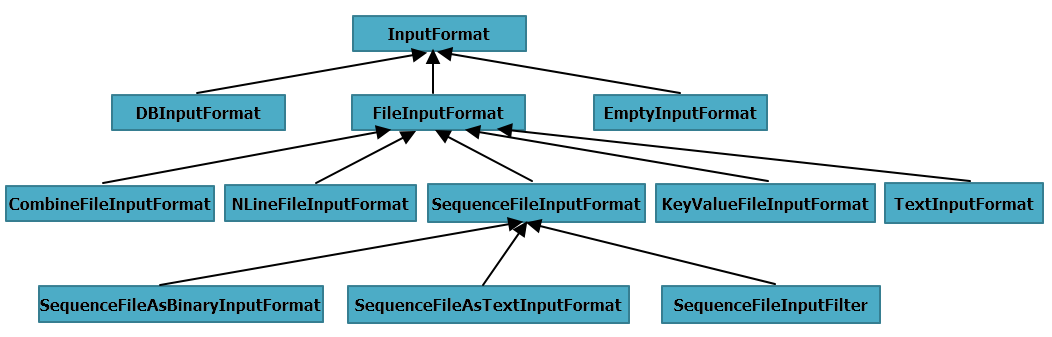 InputFormat
DBInputFormat
FileInputFormat
EmptyInputFormat
CombineFileInputFormat
NLineFileInputFormat
SequenceFileInputFormat
KeyValueFileInputFormat
TextInputFormat
SequenceFileAsBinaryInputFormat
SequenceFileAsTextInputFormat
SequenceFileInputFilter